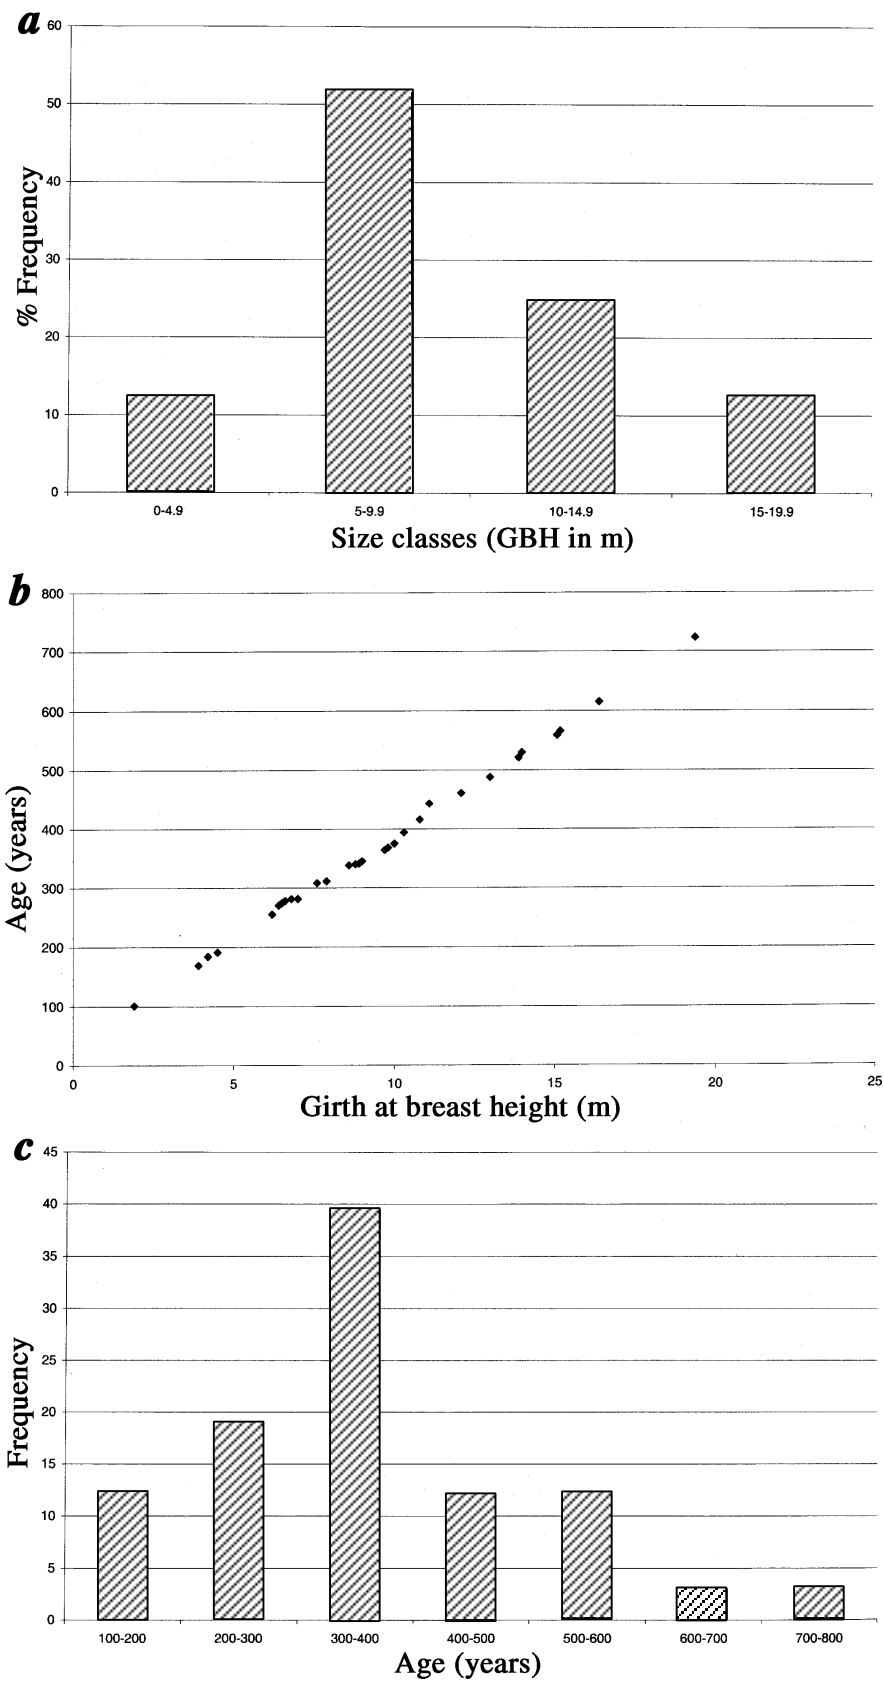 a
60
50
40
30
20
10
0
% Frequency
0-4.9 5-9.9 10-14.9 15-19.9
Size classes (GBH in m)
b
800
700
600
500
400
300
200
100
0
Age (years)
0 5 10 15 20 25
Girth at breast height (m)
c
45
40
35
30
25
20
15
10
5
0
Frequency
100-200 200-300 300-400 400-500 500-600 600-700 700-800
Age (years)